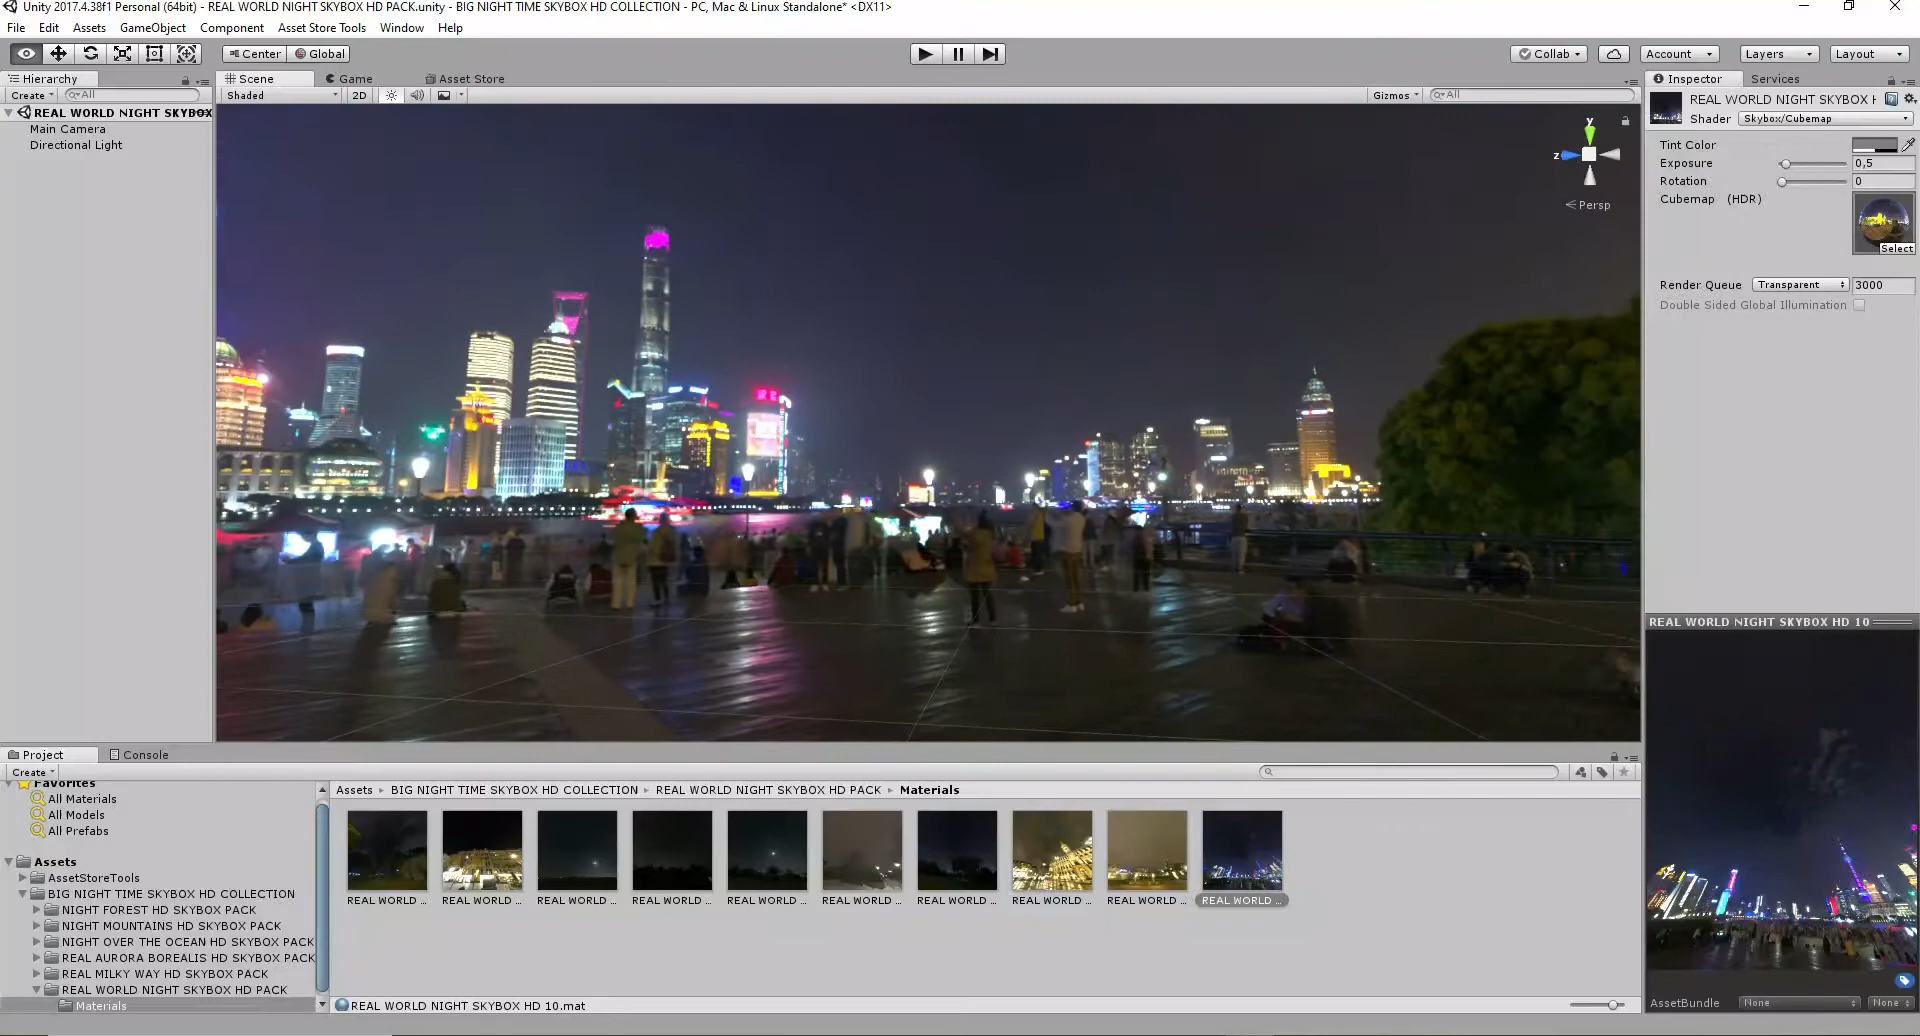 Unity 2017.4.38f1 Personal (64bit) - REAL WORLD NIGHT SKYBOX HD PACK.unity - BIG NIGHT TIME SKYBOX HD COLLECTION - PC, Mac & Linux Standalone* <DX11>
File Edit Assets GameObject Component Asset Store Tools Window Help
Center Global Collab Account Layers Layout
Hierarchy
Create All
REAL WORLD NIGHT SKYBOX
Main Camera
Directional Light
Scene Game Asset Store
Shaded 2D Gizmos All
y
z
Persp
Inspector Services
REAL WORLD NIGHT SKYBOX H
Shader Skybox/Cubemap
Tint Color
Exposure 0,5
Rotation 0
Cubemap (HDR)
Select
Render Queue Transparent 3000
Double Sided Global Illumination
REAL WORLD NIGHT SKYBOX HD 10
AssetBundle None None
Project Console
Create
Favorites
All Materials
All Models
All Prefabs
Assets
AssetStoreTools
BIG NIGHT TIME SKYBOX HD COLLECTION
NIGHT FOREST HD SKYBOX PACK
NIGHT MOUNTAINS HD SKYBOX PACK
NIGHT OVER THE OCEAN HD SKYBOX PACK
REAL AURORA BOREALIS HD SKYBOX PACK
REAL MILKY WAY HD SKYBOX PACK
REAL WORLD NIGHT SKYBOX HD PACK
Materials
Assets BIG NIGHT TIME SKYBOX HD COLLECTION REAL WORLD NIGHT SKYBOX HD PACK Materials
REAL WORLD ... REAL WORLD ... REAL WORLD ... REAL WORLD ... REAL WORLD ... REAL WORLD ... REAL WORLD ... REAL WORLD ... REAL WORLD ... REAL WORLD ...
REAL WORLD NIGHT SKYBOX HD 10.mat